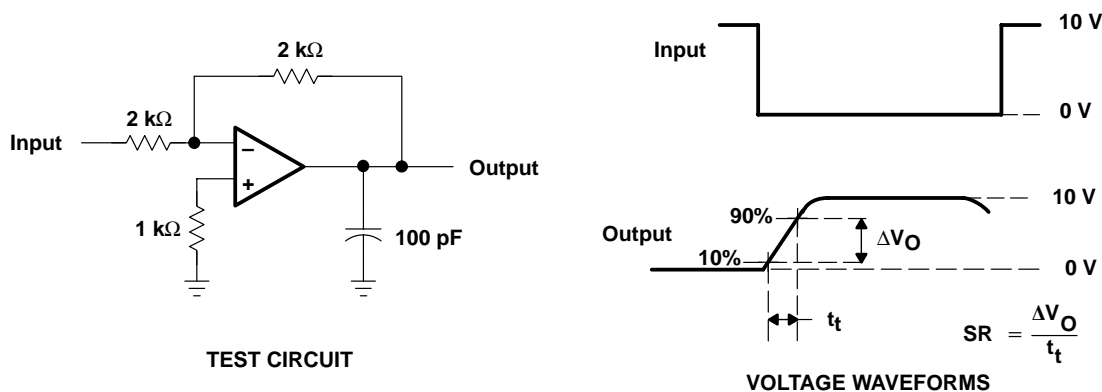 2 kΩ
2 kΩ
Input
−
+
Output
1 kΩ
100 pF
TEST CIRCUIT
Input
10 V
0 V
Output
90%
10%
ΔVO
10 V
0 V
tt
SR = ΔVO
tt
VOLTAGE WAVEFORMS